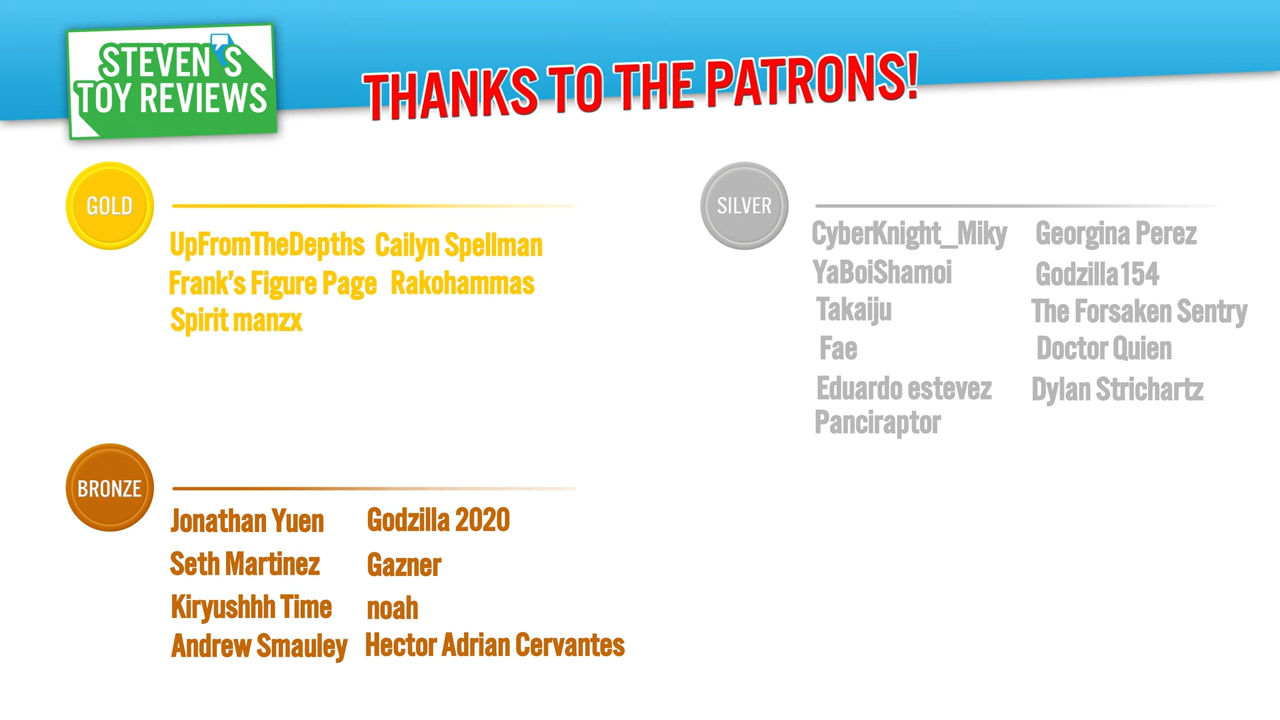 STEVEN'S
TOY REVIEWS
THANKS TO THE PATRONS!
GOLD
UpFromTheDepths Cailyn Spellman
Frank's Figure Page Rakohammas
Spirit manzx
SILVER
CyberKnight_Miky Georgina Perez
YaBoiShamoi Godzilla154
Takaiju The Forsaken Sentry
Fae Doctor Quien
Eduardo estevez Dylan Strichartz
Panciraptor
BRONZE
Jonathan Yuen Godzilla 2020
Seth Martinez Gazner
Kiryushhh Time noah
Andrew Smauley Hector Adrian Cervantes